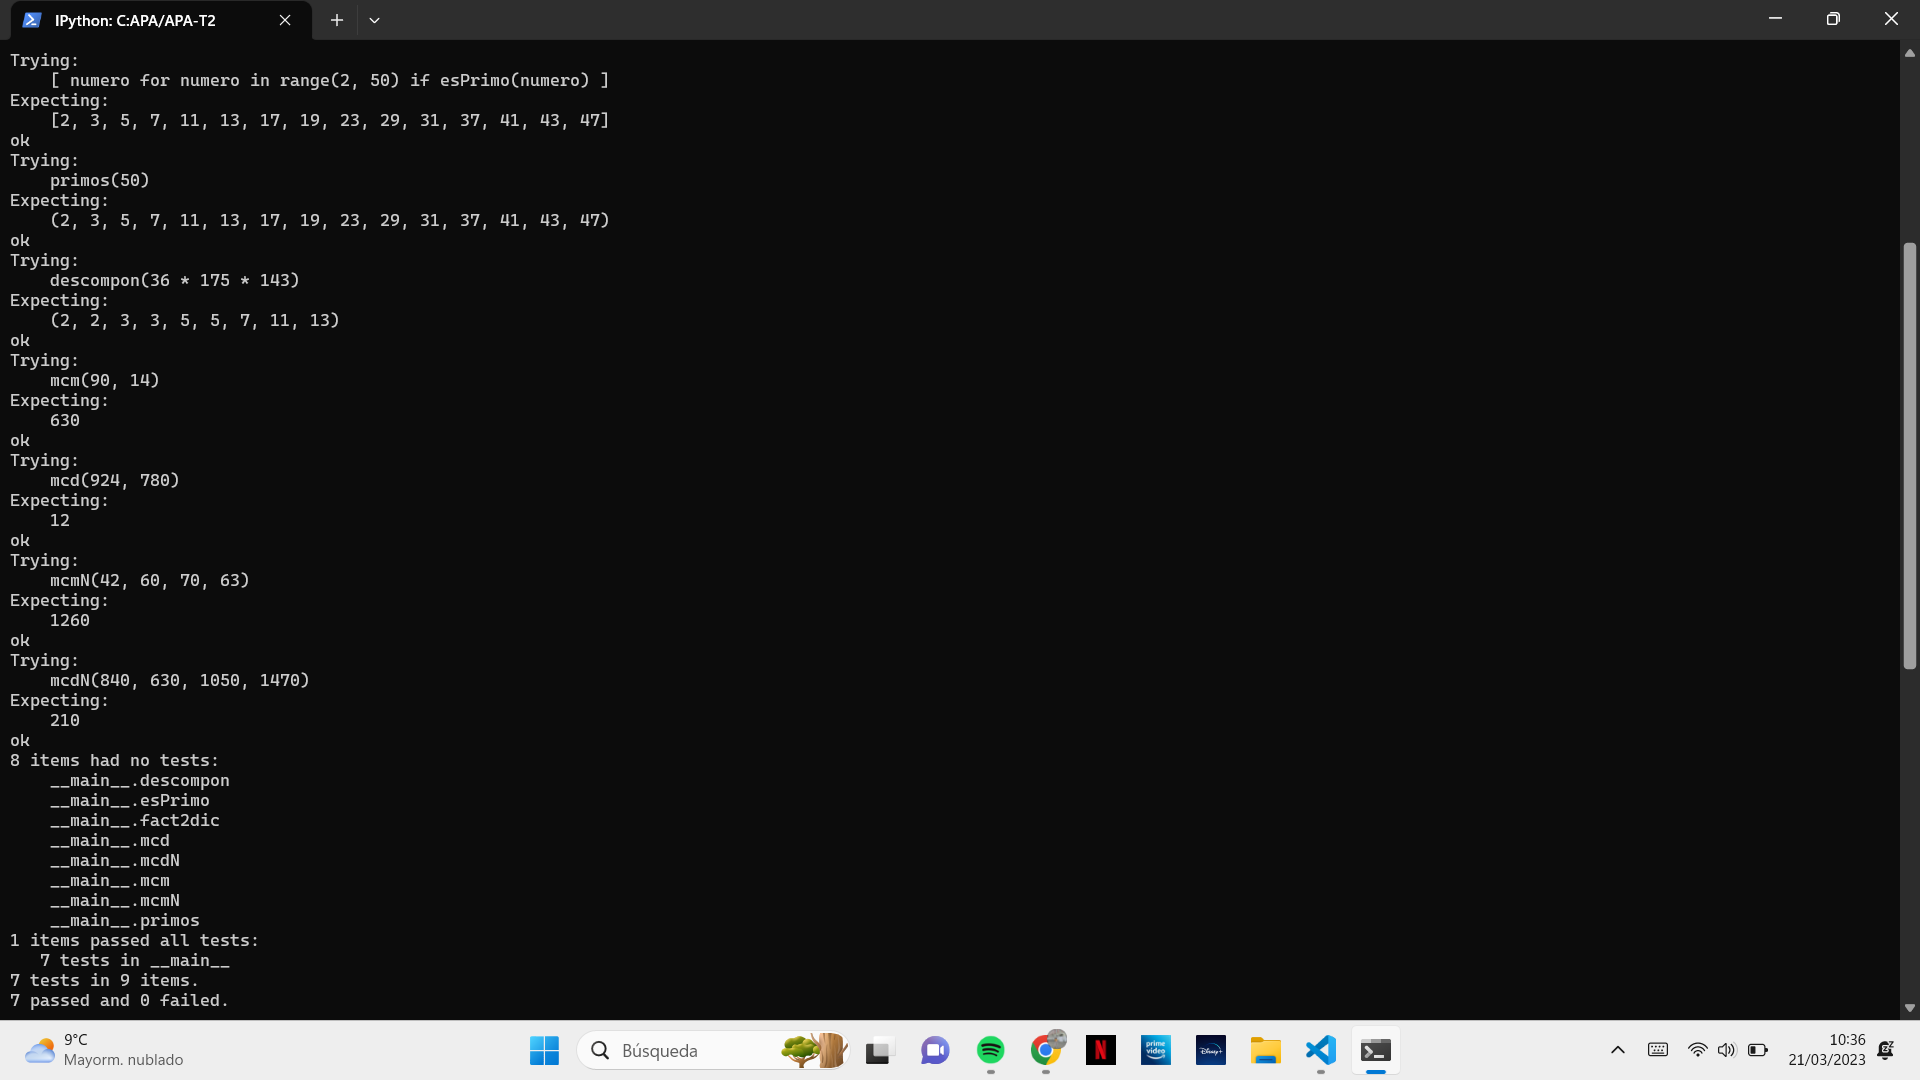 IPython: C:APA/APA-T2
Trying:
    [ numero for numero in range(2, 50) if esPrimo(numero) ]
Expecting:
    [2, 3, 5, 7, 11, 13, 17, 19, 23, 29, 31, 37, 41, 43, 47]
ok
Trying:
    primos(50)
Expecting:
    (2, 3, 5, 7, 11, 13, 17, 19, 23, 29, 31, 37, 41, 43, 47)
ok
Trying:
    descompon(36 * 175 * 143)
Expecting:
    (2, 2, 3, 3, 5, 5, 7, 11, 13)
ok
Trying:
    mcm(90, 14)
Expecting:
    630
ok
Trying:
    mcd(924, 780)
Expecting:
    12
ok
Trying:
    mcmN(42, 60, 70, 63)
Expecting:
    1260
ok
Trying:
    mcdN(840, 630, 1050, 1470)
Expecting:
    210
ok
8 items had no tests:
    __main__.descompon
    __main__.esPrimo
    __main__.fact2dic
    __main__.mcd
    __main__.mcdN
    __main__.mcm
    __main__.mcmN
    __main__.primos
1 items passed all tests:
   7 tests in __main__
7 tests in 9 items.
7 passed and 0 failed.
9°C
Mayorm. nublado
Búsqueda
N
prime video
Disney+
10:36
21/03/2023